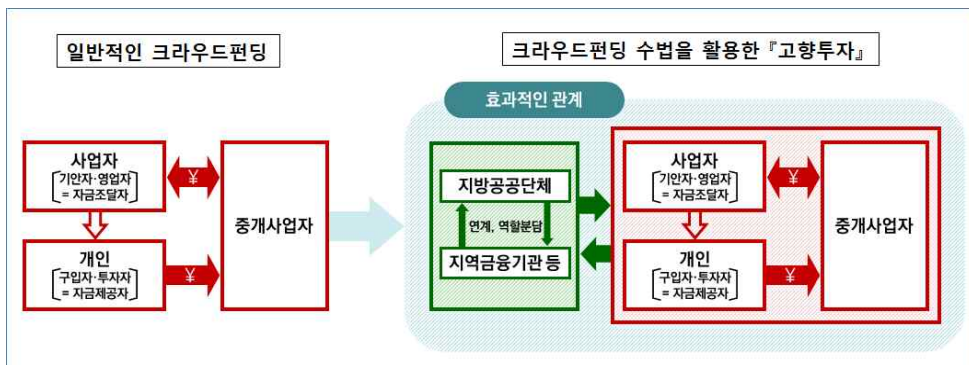 일반적인 크라우드펀딩
사업자
기안자·영업자
= 자금조달자
¥
개인
구입자·투자자
= 자금제공자
¥
중개사업자
크라우드펀딩 수법을 활용한『고향투자』
효과적인 관계
지방공공단체
연계, 역할분담
지역금융기관 등
사업자
기안자·영업자
= 자금조달자
¥
개인
구입자·투자자
= 자금제공자
¥
중개사업자